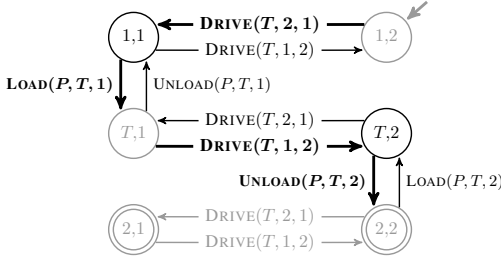 DRIVE(T, 2, 1)
1,1
1,2
DRIVE(T, 1, 2)
LOAD(P, T, 1)
UNLOAD(P, T, 1)
DRIVE(T, 2, 1)
T,1
T,2
DRIVE(T, 1, 2)
UNLOAD(P, T, 2)
LOAD(P, T, 2)
DRIVE(T, 2, 1)
2,1
2,2
DRIVE(T, 1, 2)